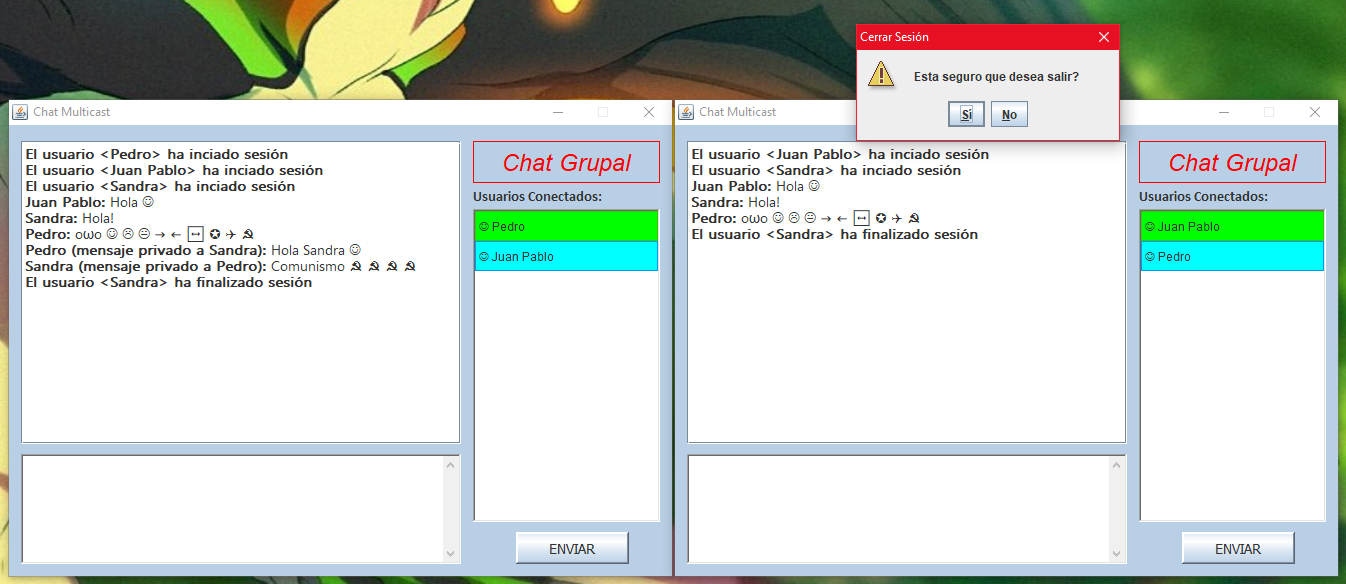 Cerrar Sesión
Esta seguro que desea salir?
Sí
No
Chat Multicast
El usuario <Pedro> ha inciado sesión
El usuario <Juan Pablo> ha inciado sesión
El usuario <Sandra> ha inciado sesión
Juan Pablo: Hola ☺
Sandra: Hola!
Pedro: oωo ☺ ☹ 😐 → ← ↔ ✪ ✈ ☭
Pedro (mensaje privado a Sandra): Hola Sandra ☺
Sandra (mensaje privado a Pedro): Comunismo ☭ ☭ ☭ ☭
El usuario <Sandra> ha finalizado sesión
Chat Grupal
Usuarios Conectados:
☺ Pedro
☺ Juan Pablo
ENVIAR
Chat Multicast
El usuario <Juan Pablo> ha inciado sesión
El usuario <Sandra> ha inciado sesión
Juan Pablo: Hola ☺
Sandra: Hola!
Pedro: oωo ☺ ☹ 😐 → ← ↔ ✪ ✈ ☭
El usuario <Sandra> ha finalizado sesión
Chat Grupal
Usuarios Conectados:
☺ Juan Pablo
☺ Pedro
ENVIAR